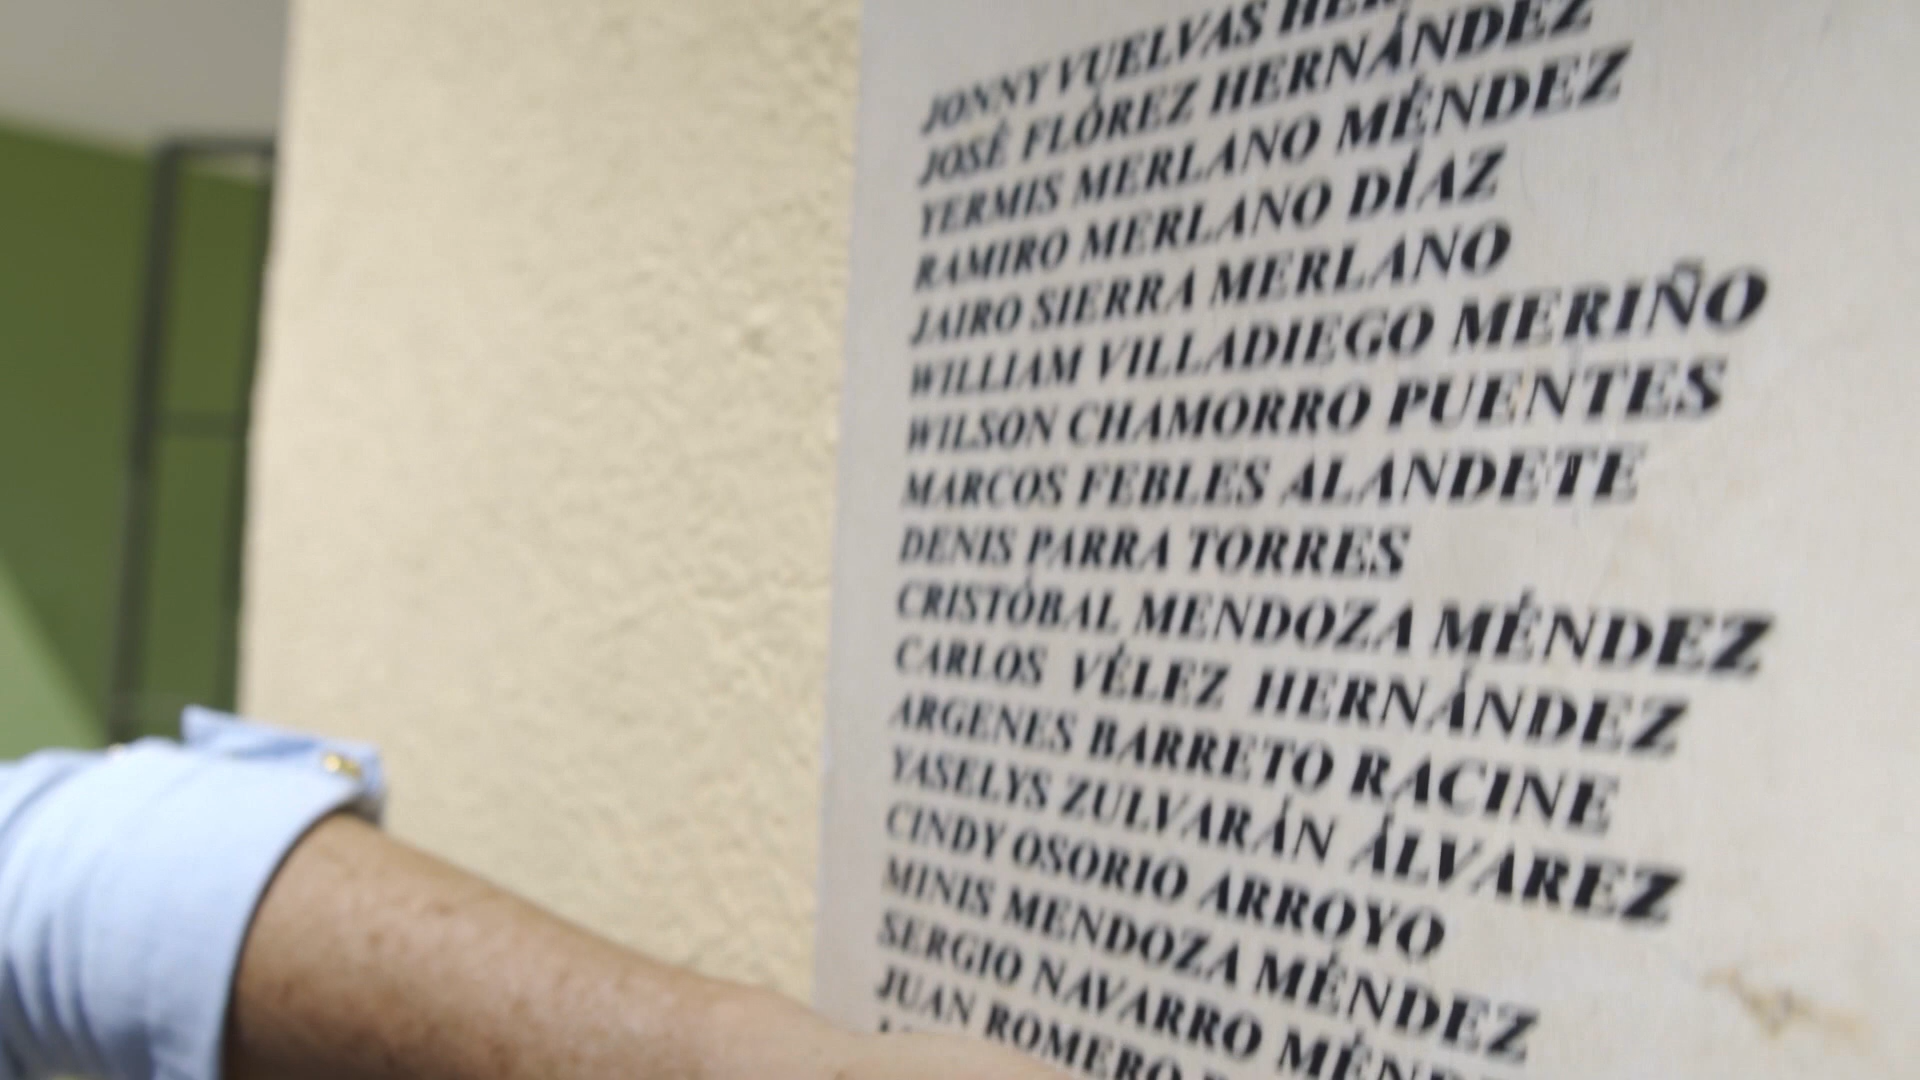 JONNY VUELVAS
JOSÉ FLÓREZ HERNÁNDEZ
YERMIS MERLANO MÉNDEZ
RAMIRO MERLANO DÍAZ
JAIRO SIERRA MERLANO
WILLIAM VILLADIEGO MERIÑO
WILSON CHAMORRO PUENTES
MARCOS FEBLES ALANDETE
DENIS PARRA TORRES
CRISTÓBAL MENDOZA MÉNDEZ
CARLOS VÉLEZ HERNÁNDEZ
ARGENES BARRETO RACINE
YASELYS ZULVARÁN ÁLVAREZ
CINDY OSORIO ARROYO
MINIS MENDOZA MÉNDEZ
SERGIO NAVARRO
JUAN ROMERO